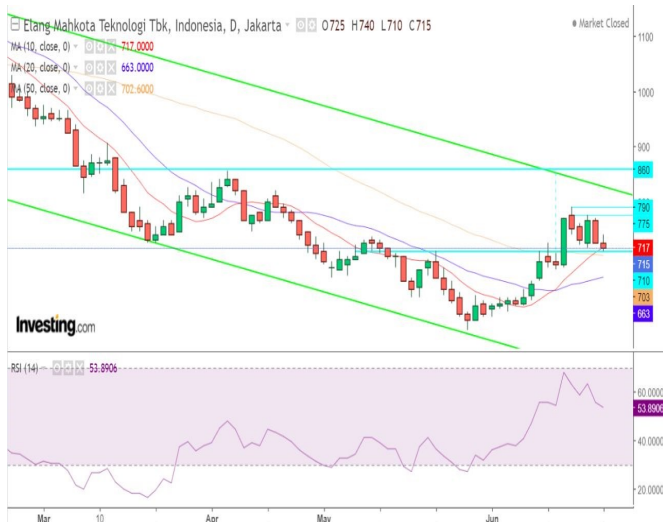 Elang Mahkota Teknologi Tbk, Indonesia, D, Jakarta O725 H740 L710 C715
Market Closed
MA (10, close, 0) 717.0000
MA (20, close, 0) 663.0000
MA (50, close, 0) 702.6000
1100
1000
900
860
790
775
717
715
710
703
663
Investing.com
RSI (14) 53.8906
60.0000
53.8906
40.0000
20.0000
Mar 10 Apr May Jun